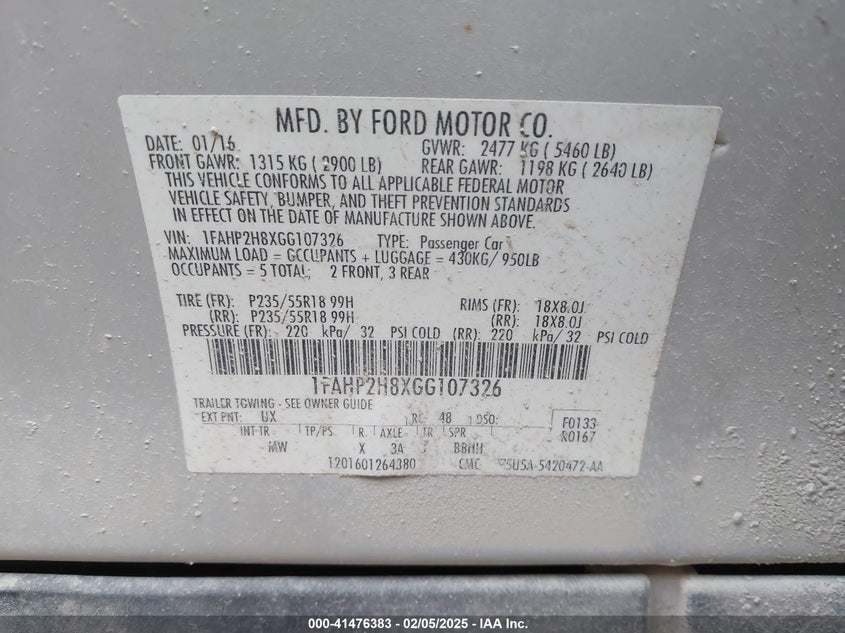 MFD. BY FORD MOTOR CO.
DATE: 01/16 GVWR: 2477 KG ( 5460 LB)
FRONT GAWR: 1315 KG ( 2900 LB) REAR GAWR: 1198 KG ( 2640 LB)
THIS VEHICLE CONFORMS TO ALL APPLICABLE FEDERAL MOTOR
VEHICLE SAFETY, BUMPER, AND THEFT PREVENTION STANDARDS
IN EFFECT ON THE DATE OF MANUFACTURE SHOWN ABOVE.
VIN: 1FAHP2H8XGG107326 TYPE: Passenger Car
MAXIMUM LOAD = OCCUPANTS + LUGGAGE = 430KG/ 950LB
OCCUPANTS = 5 TOTAL; 2 FRONT, 3 REAR
TIRE (FR): P235/55R18 99H RIMS (FR): 18X8.0J
(RR): P235/55R18 99H (RR): 18X8.0J
PRESSURE (FR): 220 kPa/ 32 PSI COLD (RR): 220 kPa/ 32 PSI COLD
1FAHP2H8XGG107326
TRAILER TOWING - SEE OWNER GUIDE
EXT PNT: UX RC: 48 DSO: F0133
INT TR TP/PS R AXLE TR SPR R0167
MW X 3A BBHH
1201601264380 CMC 5U5A-5420472-AA
000-41476383 - 02/05/2025 - IAA Inc.